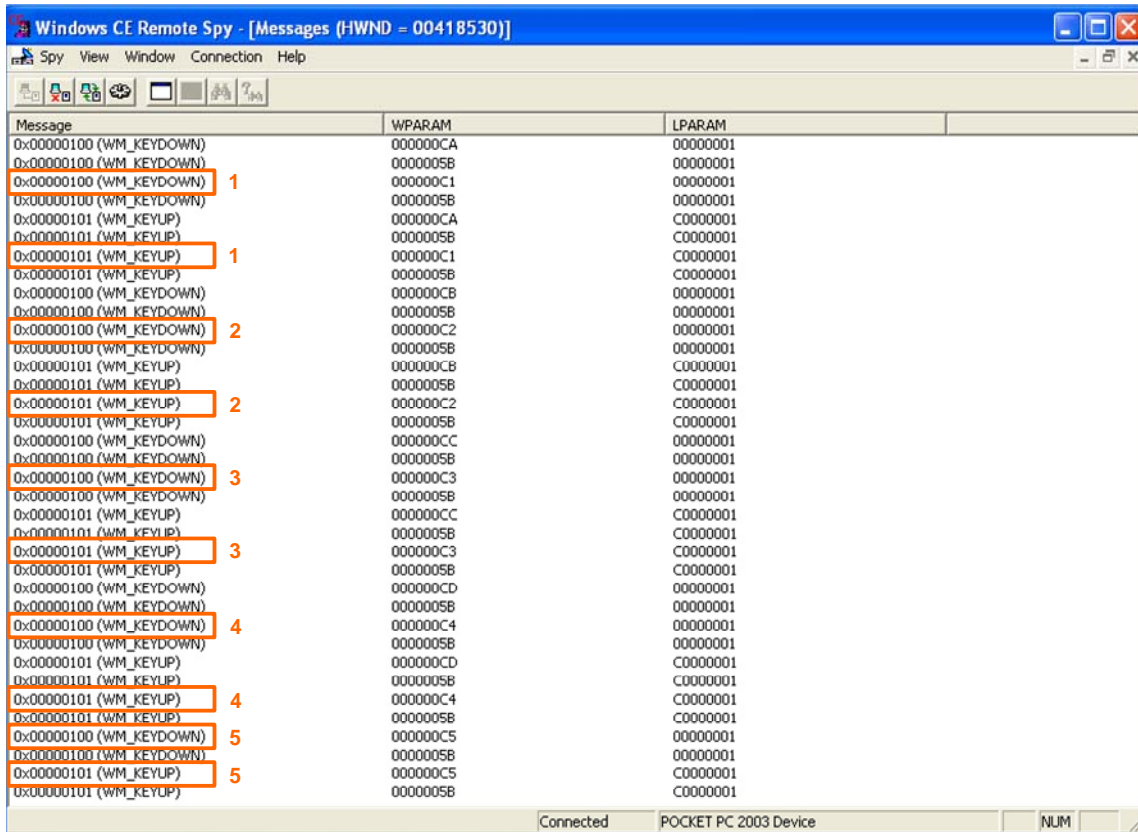 Windows CE Remote Spy - [Messages (HWND = 00418530)]
Spy View Window Connection Help
Message WPARAM LPARAM
0x00000100 (WM_KEYDOWN) 000000CA 00000001
0x00000100 (WM_KEYDOWN) 0000005B 00000001
0x00000100 (WM_KEYDOWN) 1 000000C1 00000001
0x00000100 (WM_KEYDOWN) 0000005B 00000001
0x00000101 (WM_KEYUP) 000000CA C0000001
0x00000101 (WM_KEYUP) 0000005B C0000001
0x00000101 (WM_KEYUP) 1 000000C1 C0000001
0x00000101 (WM_KEYUP) 0000005B C0000001
0x00000100 (WM_KEYDOWN) 000000CB 00000001
0x00000100 (WM_KEYDOWN) 0000005B 00000001
0x00000100 (WM_KEYDOWN) 2 000000C2 00000001
0x00000100 (WM_KEYDOWN) 0000005B 00000001
0x00000101 (WM_KEYUP) 000000CB C0000001
0x00000101 (WM_KEYUP) 0000005B C0000001
0x00000101 (WM_KEYUP) 2 000000C2 C0000001
0x00000101 (WM_KEYUP) 0000005B C0000001
0x00000100 (WM_KEYDOWN) 000000CC 00000001
0x00000100 (WM_KEYDOWN) 0000005B 00000001
0x00000100 (WM_KEYDOWN) 3 000000C3 00000001
0x00000100 (WM_KEYDOWN) 0000005B 00000001
0x00000101 (WM_KEYUP) 000000CC C0000001
0x00000101 (WM_KEYUP) 0000005B C0000001
0x00000101 (WM_KEYUP) 3 000000C3 C0000001
0x00000101 (WM_KEYUP) 0000005B C0000001
0x00000100 (WM_KEYDOWN) 000000CD 00000001
0x00000100 (WM_KEYDOWN) 0000005B 00000001
0x00000100 (WM_KEYDOWN) 4 000000C4 00000001
0x00000100 (WM_KEYDOWN) 0000005B 00000001
0x00000101 (WM_KEYUP) 000000CD C0000001
0x00000101 (WM_KEYUP) 0000005B C0000001
0x00000101 (WM_KEYUP) 4 000000C4 C0000001
0x00000101 (WM_KEYUP) 0000005B C0000001
0x00000100 (WM_KEYDOWN) 5 000000C5 00000001
0x00000100 (WM_KEYDOWN) 0000005B 00000001
0x00000101 (WM_KEYUP) 5 000000C5 C0000001
0x00000101 (WM_KEYUP) 0000005B C0000001
Connected POCKET PC 2003 Device NUM